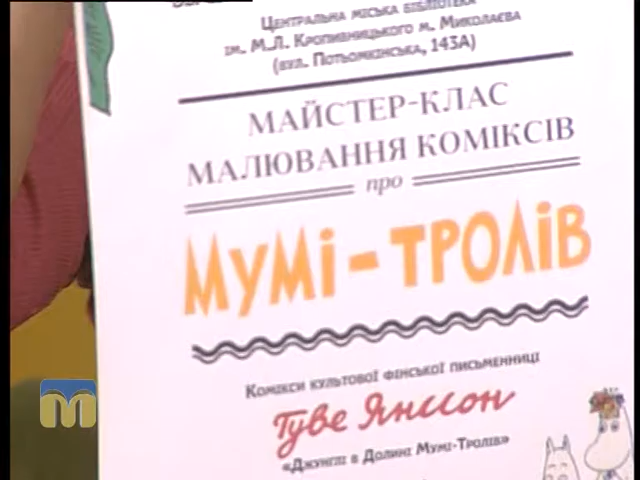 Центральна міська бібліотека
ім. М.Л. Кропивницького м. Миколаєва
(вул. Потьомкінська, 143А)
МАЙСТЕР-КЛАС
МАЛЮВАННЯ КОМІКСІВ
про
МУМІ-ТРОЛІВ
Комікси культової фінської письменниці
Туве Янссон
«Джунглі в Долині Мумі-Тролів»